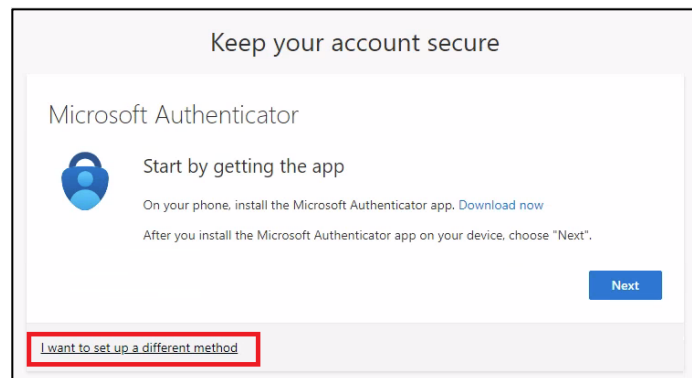 Keep your account secure
Microsoft Authenticator
Start by getting the app
On your phone, install the Microsoft Authenticator app. Download now
After you install the Microsoft Authenticator app on your device, choose "Next".
Next
I want to set up a different method